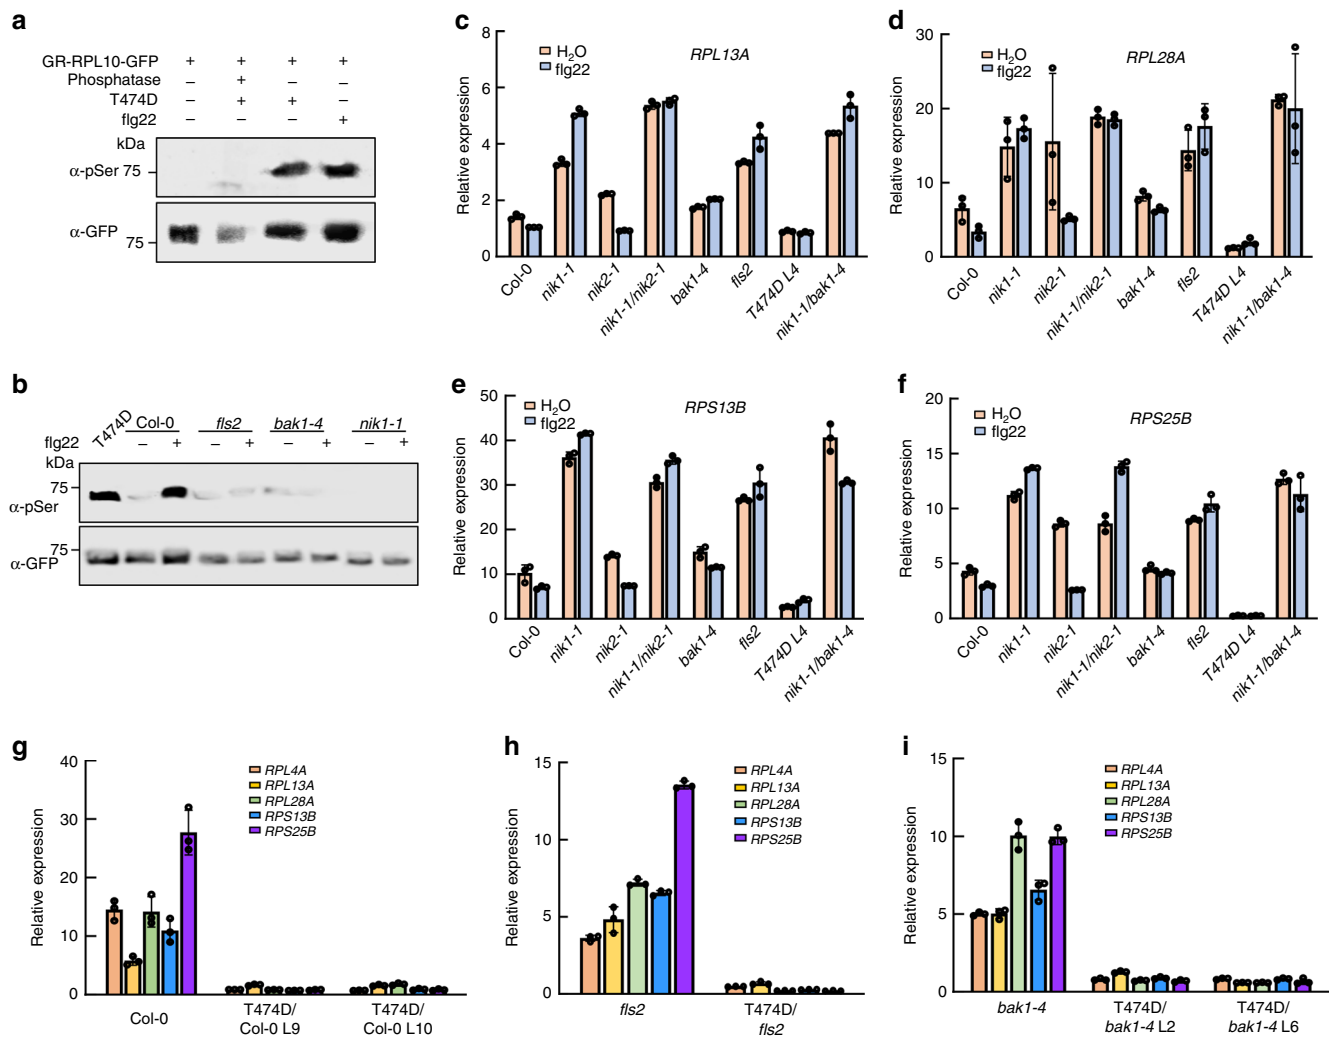 a
GR-RPL10-GFP + + + +
Phosphatase – + – –
T474D – + + –
flg22 – – – +
kDa
α-pSer 75
α-GFP
75
b
T474D Col-0 fls2 bak1-4 nik1-1
flg22 – + – + – + – +
kDa
75
α-pSer
75
α-GFP
c
RPL13A
H2O
flg22
Relative expression
8
6
4
2
0
Col-0 nik1-1 nik2-1 nik1-1/nik2-1 bak1-4 fls2 T474D L4 nik1-1/bak1-4
d
RPL28A
H2O
flg22
Relative expression
30
20
10
0
Col-0 nik1-1 nik2-1 nik1-1/nik2-1 bak1-4 fls2 T474D L4 nik1-1/bak1-4
e
RPS13B
H2O
flg22
Relative expression
50
40
30
20
10
0
Col-0 nik1-1 nik2-1 nik1-1/nik2-1 bak1-4 fls2 T474D L4 nik1-1/bak1-4
f
RPS25B
H2O
flg22
Relative expression
20
15
10
5
0
Col-0 nik1-1 nik2-1 nik1-1/nik2-1 bak1-4 fls2 T474D L4 nik1-1/bak1-4
g
Relative expression
40
30
20
10
0
RPL4A
RPL13A
RPL28A
RPS13B
RPS25B
Col-0
T474D/
Col-0 L9
T474D/
Col-0 L10
h
Relative expression
15
10
5
0
RPL4A
RPL13A
RPL28A
RPS13B
RPS25B
fls2
T474D/
fls2
i
Relative expression
15
10
5
0
RPL4A
RPL13A
RPL28A
RPS13B
RPS25B
bak1-4
T474D/
bak1-4 L2
T474D/
bak1-4 L6